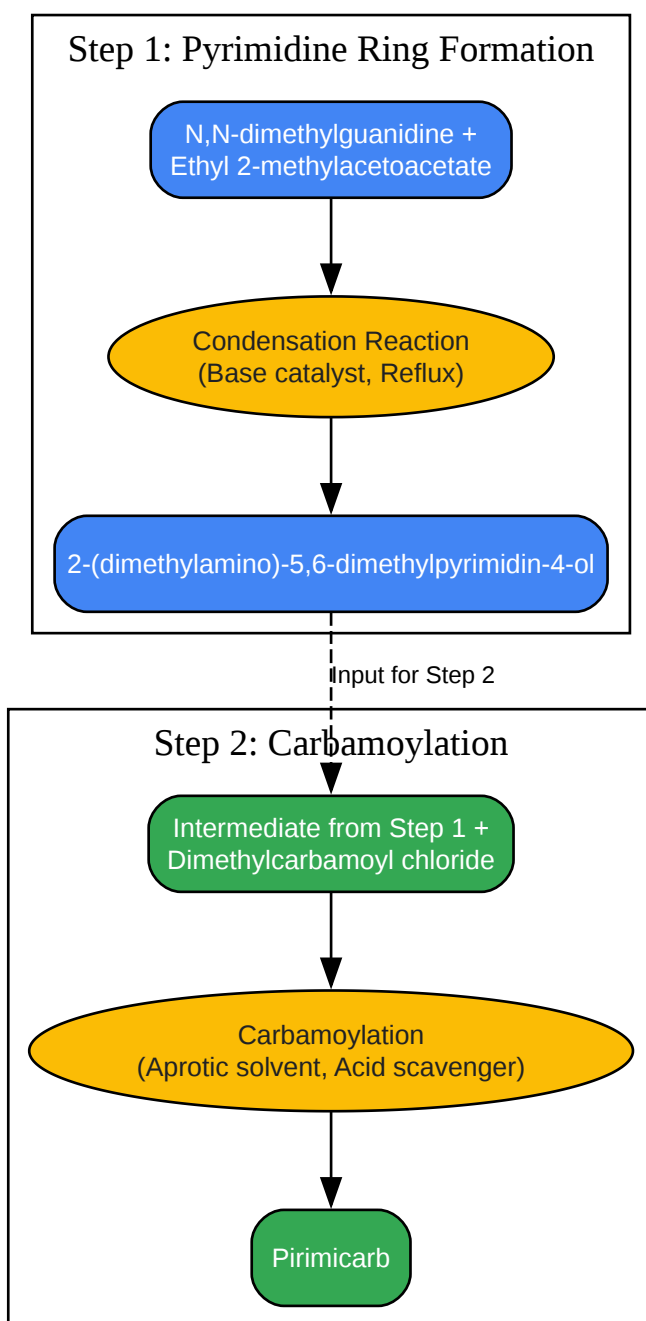 Step 1: Pyrimidine Ring Formation
N,N-dimethylguanidine +
Ethyl 2-methylacetoacetate
Condensation Reaction
(Base catalyst, Reflux)
2-(dimethylamino)-5,6-dimethylpyrimidin-4-ol
Input for Step 2
Step 2: Carbamoylation
Intermediate from Step 1 +
Dimethylcarbamoyl chloride
Carbamoylation
(Aprotic solvent, Acid scavenger)
Pirimicarb